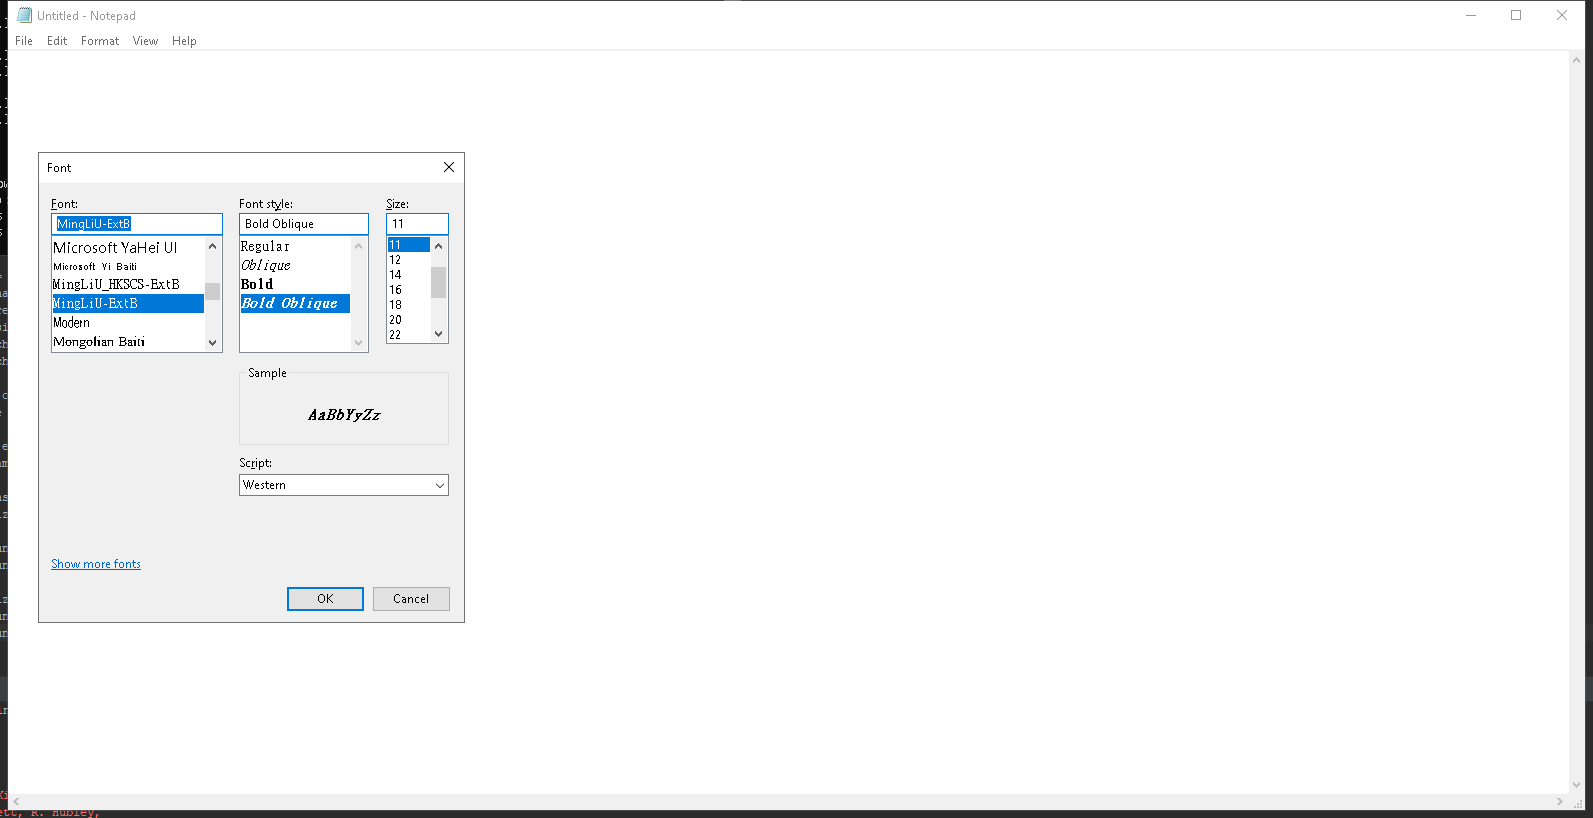 Untitled - Notepad
File Edit Format View Help
Font
Font: Font style: Size:
MingLiU-ExtB Bold Oblique 11
Microsoft YaHei UI
Microsoft Yi Baiti
MingLiU_HKSCS-ExtB
MingLiU-ExtB
Modern
Mongolian Baiti
Regular
Oblique
Bold
Bold Oblique
11
12
14
16
18
20
22
Sample
AaBbYyZz
Script:
Western
Show more fonts
OK Cancel
R. Hubley,